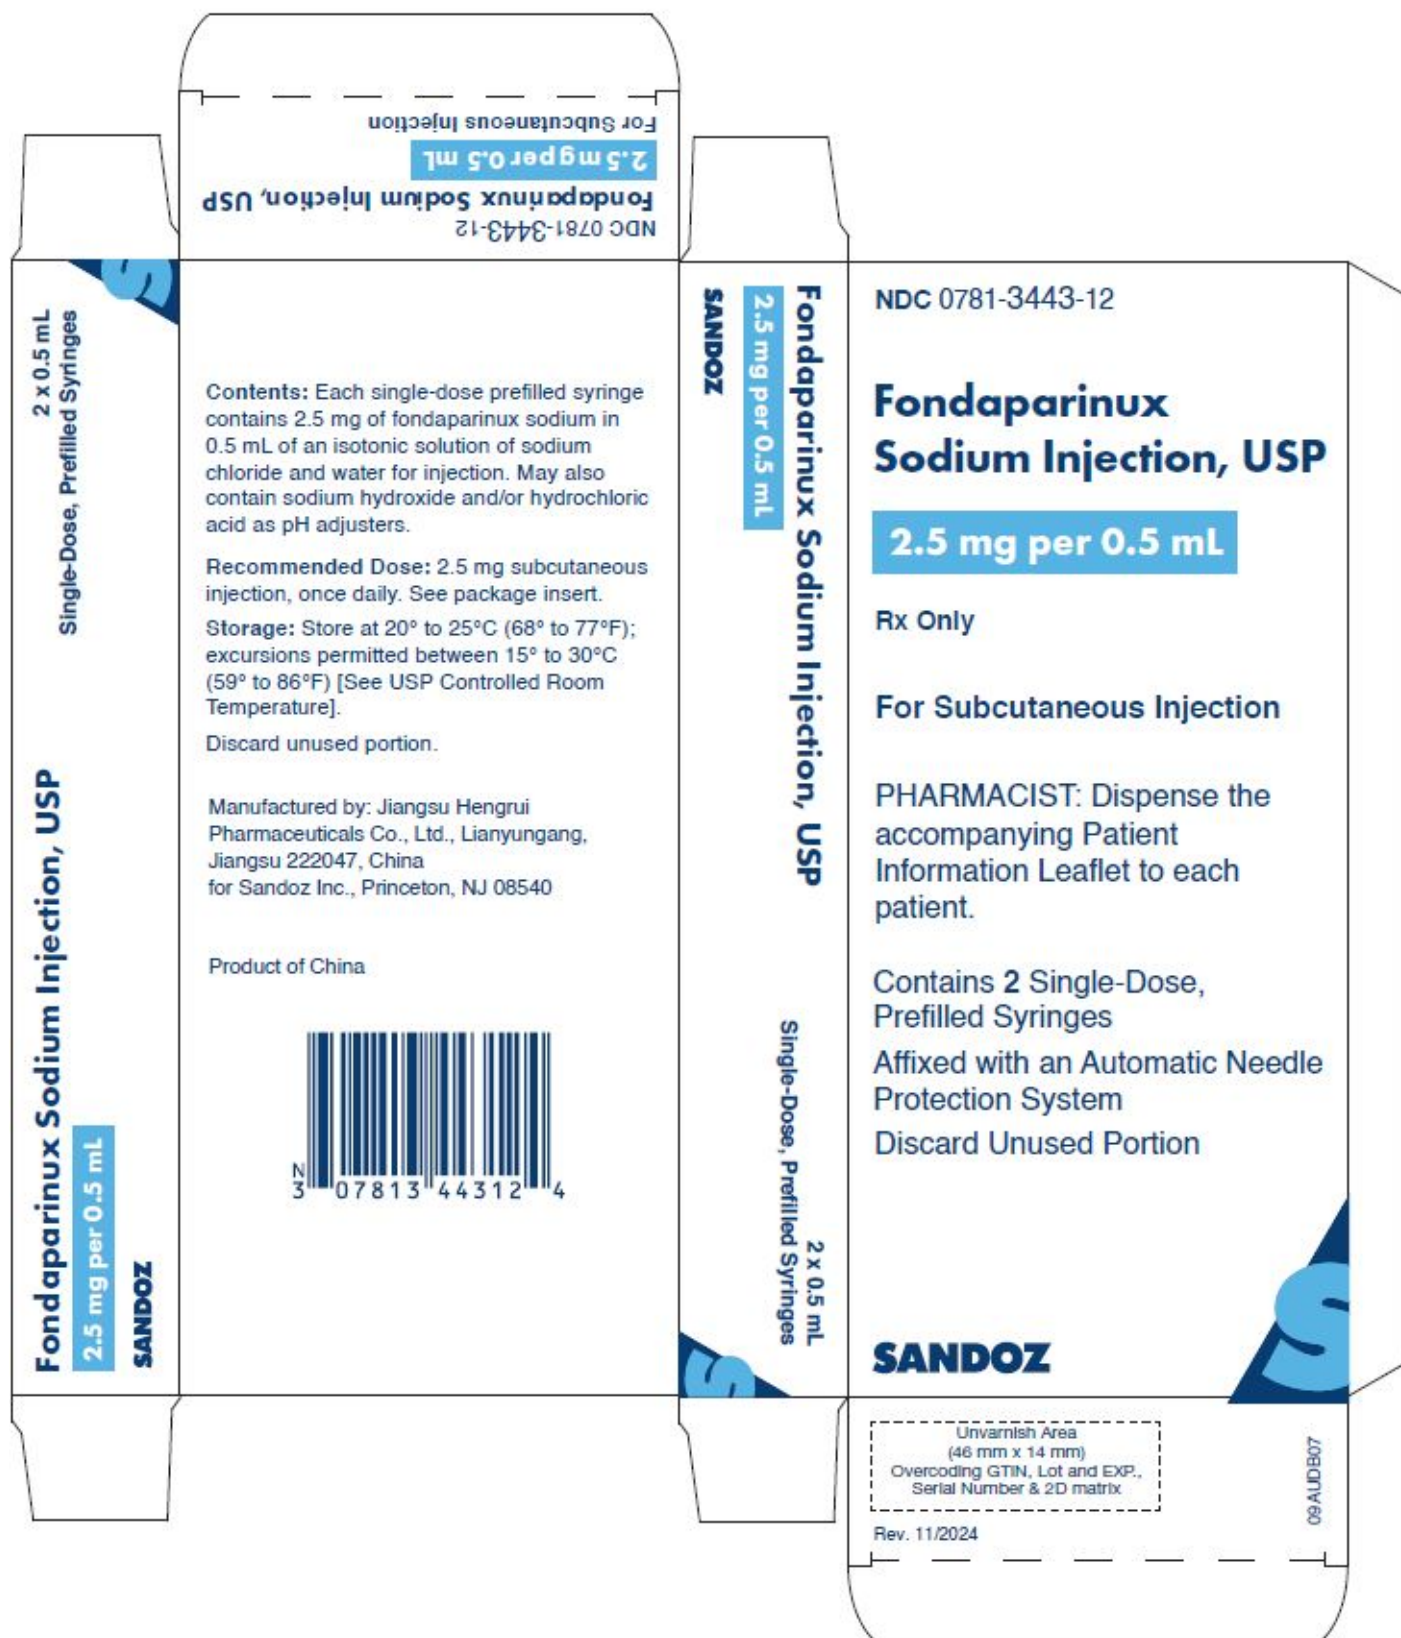 For Subcutaneous Injection
2.5 mg per 0.5 mL
Fondaparinux Sodium Injection, USP
NDC 0781-3443-12
2 x 0.5 mL
Single-Dose, Prefilled Syringes
Fondaparinux Sodium Injection, USP
2.5 mg per 0.5 mL
SANDOZ
S
Contents: Each single-dose prefilled syringe
contains 2.5 mg of fondaparinux sodium in
0.5 mL of an isotonic solution of sodium
chloride and water for injection. May also
contain sodium hydroxide and/or hydrochloric
acid as pH adjusters.
Recommended Dose: 2.5 mg subcutaneous
injection, once daily. See package insert.
Storage: Store at 20° to 25°C (68° to 77°F);
excursions permitted between 15° to 30°C
(59° to 86°F) [See USP Controlled Room
Temperature].
Discard unused portion.
Manufactured by: Jiangsu Hengrui
Pharmaceuticals Co., Ltd., Lianyungang,
Jiangsu 222047, China
for Sandoz Inc., Princeton, NJ 08540
Product of China
N
3 07813 44312 4
Fondaparinux Sodium Injection, USP
2.5 mg per 0.5 mL
SANDOZ
2 x 0.5 mL
Single-Dose, Prefilled Syringes
S
NDC 0781-3443-12
Fondaparinux
Sodium Injection, USP
2.5 mg per 0.5 mL
Rx Only
For Subcutaneous Injection
PHARMACIST: Dispense the
accompanying Patient
Information Leaflet to each
patient.
Contains 2 Single-Dose,
Prefilled Syringes
Affixed with an Automatic Needle
Protection System
Discard Unused Portion
SANDOZ
S
Unvarnish Area
(46 mm x 14 mm)
Overcoding GTIN, Lot and EXP.,
Serial Number & 2D matrix
Rev. 11/2024
09AUDB07